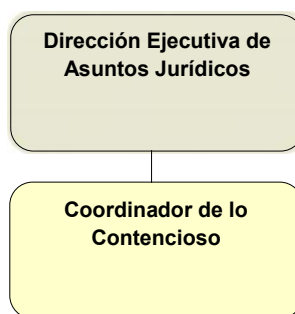 Dirección Ejecutiva de
Asuntos Jurídicos
Coordinador de lo
Contencioso